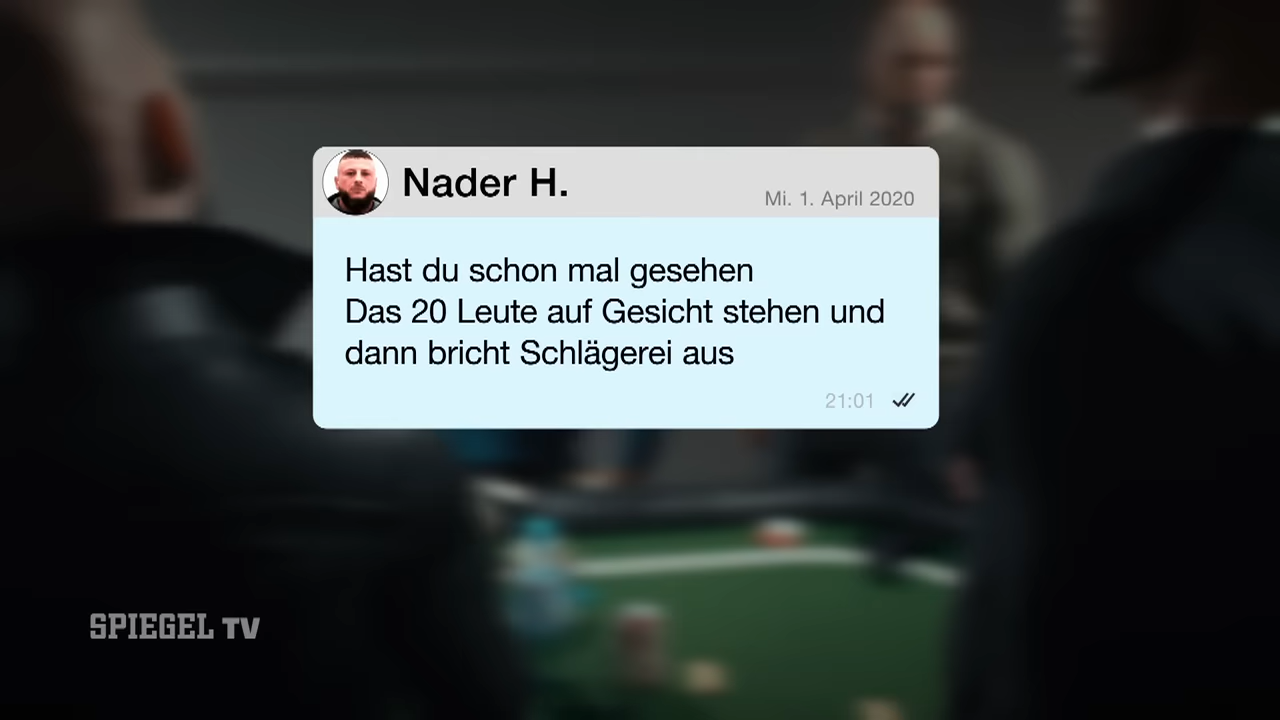 Nader H.
Mi. 1. April 2020
Hast du schon mal gesehen
Das 20 Leute auf Gesicht stehen und
dann bricht Schlägerei aus
21:01
SPIEGEL TV